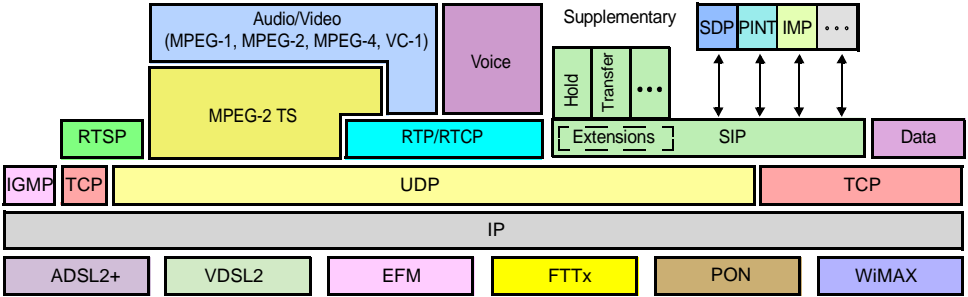 Audio/Video
(MPEG-1, MPEG-2, MPEG-4, VC-1)
Voice
Supplementary
SDP PINT IMP ...
Hold
Transfer
...
MPEG-2 TS
RTSP
RTP/RTCP
Extensions
SIP
Data
IGMP TCP UDP TCP
IP
ADSL2+ VDSL2 EFM FTTx PON WiMAX